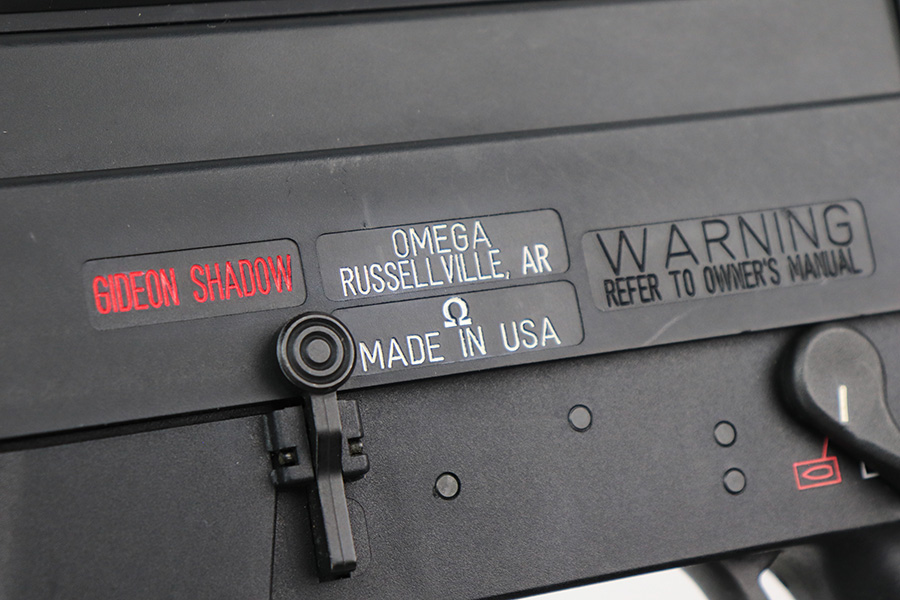 GIDEON SHADOW
OMEGA
RUSSELLVILLE, AR
Ω
MADE IN USA
WARNING
REFER TO OWNER'S MANUAL